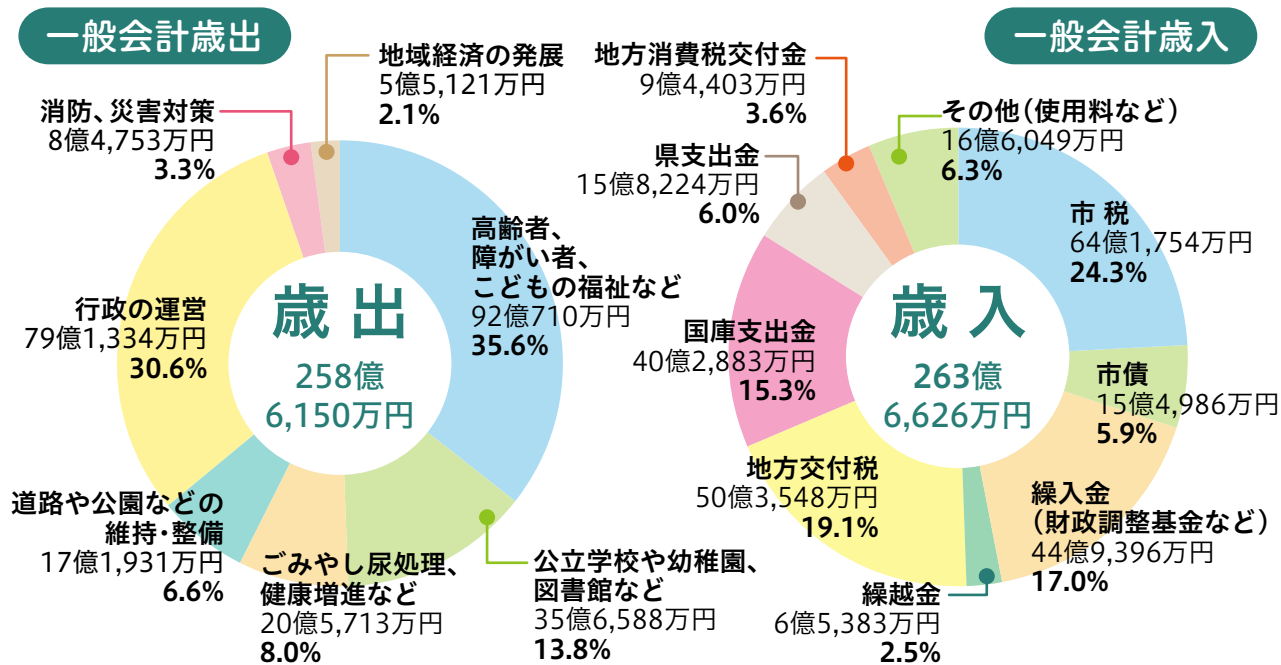 一般会計歳出
地域経済の発展
5億5,121万円
2.1%
消防、災害対策
8億4,753万円
3.3%
高齢者、
障がい者、
こどもの福祉など
92億710万円
35.6%
行政の運営
79億1,334万円
30.6%
歳出
258億
6,150万円
道路や公園などの
維持・整備
17億1,931万円
6.6%
ごみやし尿処理、
健康増進など
20億5,713万円
8.0%
公立学校や幼稚園、
図書館など
35億6,588万円
13.8%
一般会計歳入
地方消費税交付金
9億4,403万円
3.6%
その他（使用料など）
16億6,049万円
6.3%
県支出金
15億8,224万円
6.0%
市税
64億1,754万円
24.3%
国庫支出金
40億2,883万円
15.3%
歳入
263億
6,626万円
市債
15億4,986万円
5.9%
地方交付税
50億3,548万円
19.1%
繰入金
（財政調整基金など）
44億9,396万円
17.0%
繰越金
6億5,383万円
2.5%